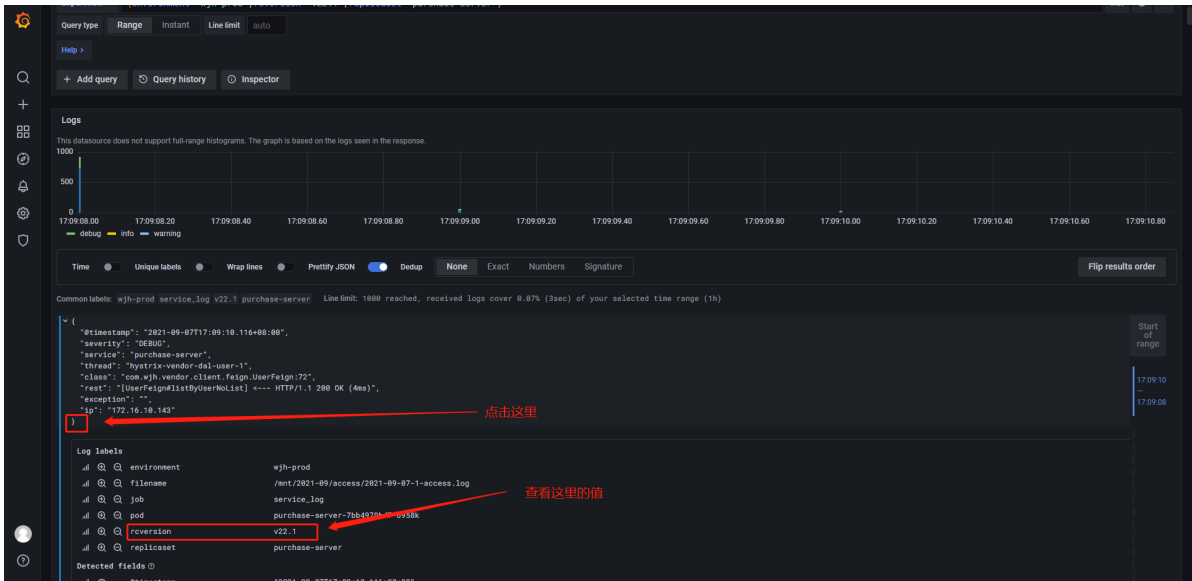 Query type Range Instant Line limit auto
Help >
+ Add query Query history Inspector
Logs
This datasource does not support full-range histograms. The graph is based on the logs seen in the response.
1000
500
0
17:09:08.00 17:09:08.20 17:09:08.40 17:09:08.60 17:09:08.80 17:09:09.00 17:09:09.20 17:09:09.40 17:09:09.60 17:09:09.80 17:09:10.00 17:09:10.20 17:09:10.40 17:09:10.60 17:09:10.80
debug info warning
Time Unique labels Wrap lines Prettify JSON Dedup None Exact Numbers Signature Flip results order
Common labels: wjh-prod service_log v22.1 purchase-server Line limit: 1000 reached, received logs cover 0.07% (3sec) of your selected time range (1h)
{
"@timestamp": "2021-09-07T17:09:10.116+08:00",
"severity": "DEBUG",
"service": "purchase-server",
"thread": "hystrix-vendor-dal-user-1",
"class": "com.wjh.vendor.client.feign.UserFeign:72",
"rest": "[UserFeign#listByUserNoList] <--- HTTP/1.1 200 OK (4ms)",
"exception": "",
"ip": "172.16.10.143"
}
点击这里
Start
of
range
17:09:10
—
17:09:08
Log labels
environment wjh-prod
filename /mnt/2021-09/access/2021-09-07-1-access.log
job service_log
查看这里的值
pod
rcversion v22.1
replicaset purchase-server
Detected fields